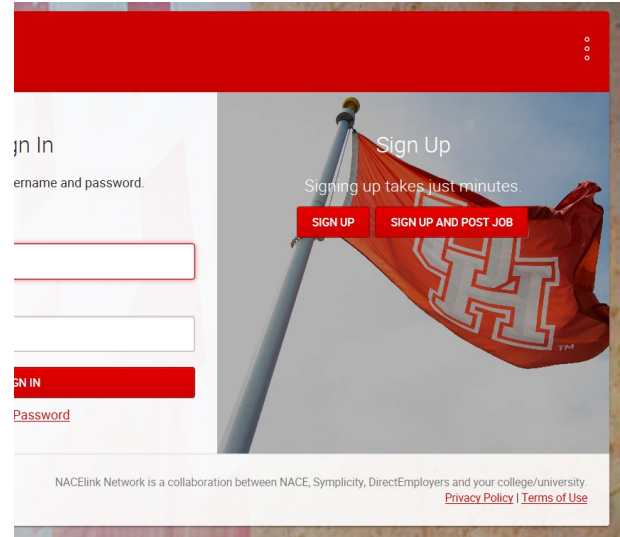 gn In
ername and password.
GN IN
Password
Sign Up
Signing up takes just minutes.
SIGN UP
SIGN UP AND POST JOB
UH
TM
NACElink Network is a collaboration between NACE, Symplicity, DirectEmployers and your college/university.
Privacy Policy | Terms of Use